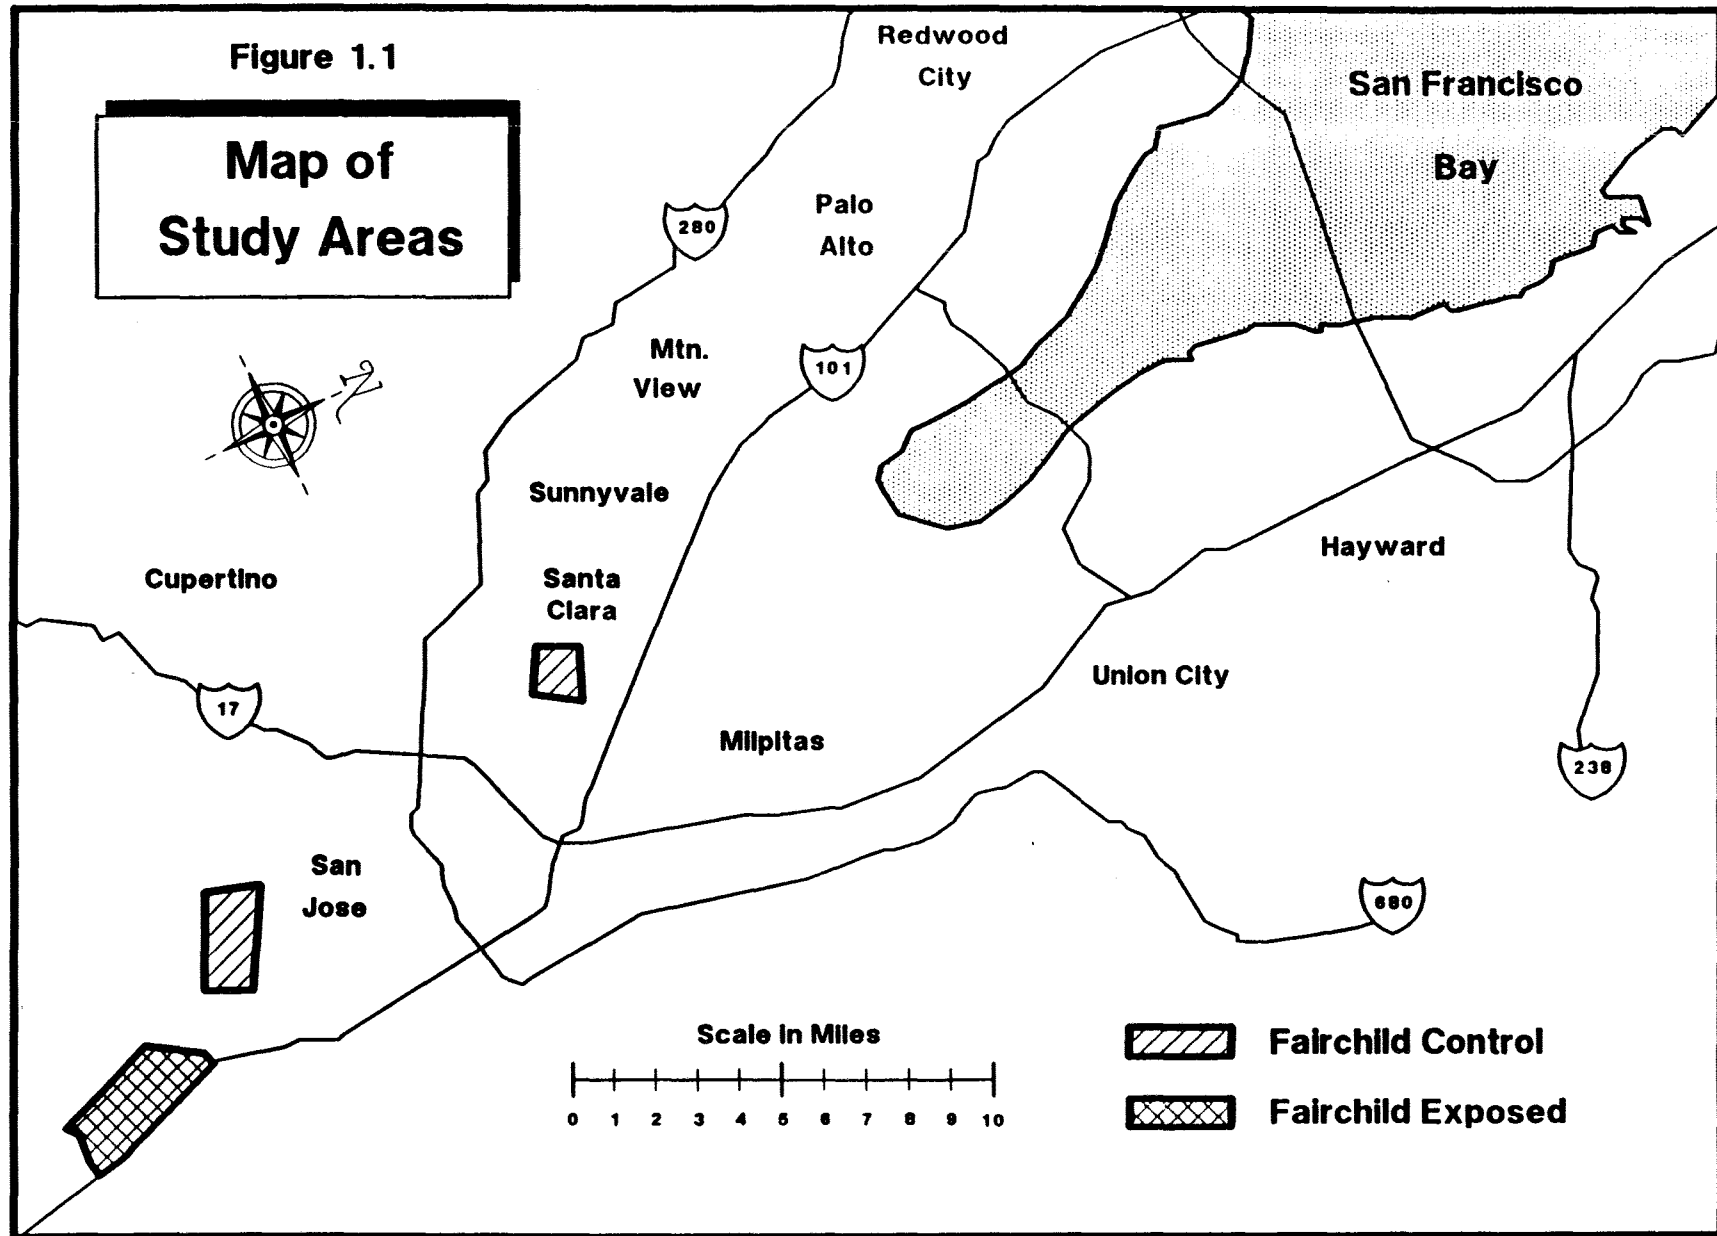 Figure 1.1
Map of
Study Areas
Redwood
City
San Francisco
Bay
280
Palo
Alto
N
Mtn.
View
101
Sunnyvale
Cupertino
Santa
Clara
Hayward
17
Union City
Milpitas
238
San
Jose
680
Scale in Miles
0 1 2 3 4 5 6 7 8 9 10
Fairchild Control
Fairchild Exposed